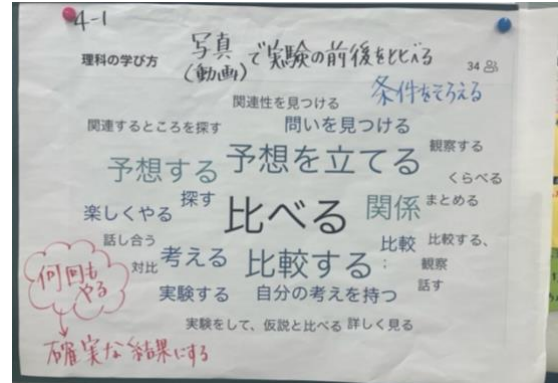 4-1
理科の学び方
写真で実験の前後をくらべる
(動画)
34
条件をそろえる
関連性を見つける
関連するところを探す
問いを見つける
観察する
予想する
予想を立てる
くらべる
楽しくやる
探す
比べる
関係
まとめる
話し合う
対比
考える
比較する
:
比較
比較する、
観察
話す
実験する
自分の考えを持つ
実験をして、仮説と比べる
詳しく見る
何回も
やる
確実な結果にする